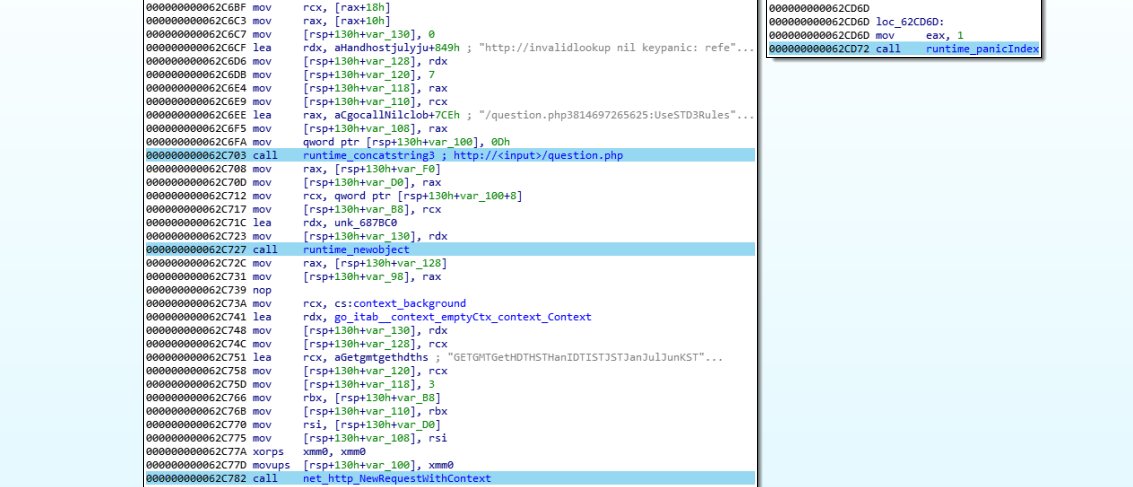 000000000062C6BF mov rcx, [rax+18h]
000000000062C6C3 mov rax, [rax+10h]
000000000062C6C7 mov [rsp+130h+var_130], 0
000000000062C6CF lea rdx, aHandhostjulyju+849h ; "http://invalidlookup nil keypanic: refe"...
000000000062C6D6 mov [rsp+130h+var_128], rdx
000000000062C6DB mov [rsp+130h+var_120], 7
000000000062C6E4 mov [rsp+130h+var_118], rax
000000000062C6E9 mov [rsp+130h+var_110], rcx
000000000062C6EE lea rax, aCgocallNilclob+7CEh ; "/question.php3814697265625:UseSTD3Rules"...
000000000062C6F5 mov [rsp+130h+var_108], rax
000000000062C6FA mov qword ptr [rsp+130h+var_100], 0Dh
000000000062C703 call runtime_concatstring3 ; http://<input>/question.php
000000000062C708 mov rax, [rsp+130h+var_F0]
000000000062C70D mov [rsp+130h+var_D0], rax
000000000062C712 mov rcx, qword ptr [rsp+130h+var_100+8]
000000000062C717 mov [rsp+130h+var_B8], rcx
000000000062C71C lea rdx, unk_687BC0
000000000062C723 mov [rsp+130h+var_130], rdx
000000000062C727 call runtime_newobject
000000000062C72C mov rax, [rsp+130h+var_128]
000000000062C731 mov [rsp+130h+var_98], rax
000000000062C739 nop
000000000062C73A mov rcx, cs:context_background
000000000062C741 lea rdx, go_itab__context_emptyCtx_context_Context
000000000062C748 mov [rsp+130h+var_130], rdx
000000000062C74C mov [rsp+130h+var_128], rcx
000000000062C751 lea rcx, aGetgmtgethdths ; "GETGMTGetHDTHSTHanIDTISTJSTJanJulJunKST"...
000000000062C758 mov [rsp+130h+var_120], rcx
000000000062C75D mov [rsp+130h+var_118], 3
000000000062C766 mov rbx, [rsp+130h+var_B8]
000000000062C76B mov [rsp+130h+var_110], rbx
000000000062C770 mov rsi, [rsp+130h+var_D0]
000000000062C775 mov [rsp+130h+var_108], rsi
000000000062C77A xorps xmm0, xmm0
000000000062C77D movups [rsp+130h+var_100], xmm0
000000000062C782 call net_http_NewRequestWithContext
000000000062CD6D
000000000062CD6D loc_62CD6D:
000000000062CD6D mov eax, 1
000000000062CD72 call runtime_panicIndex